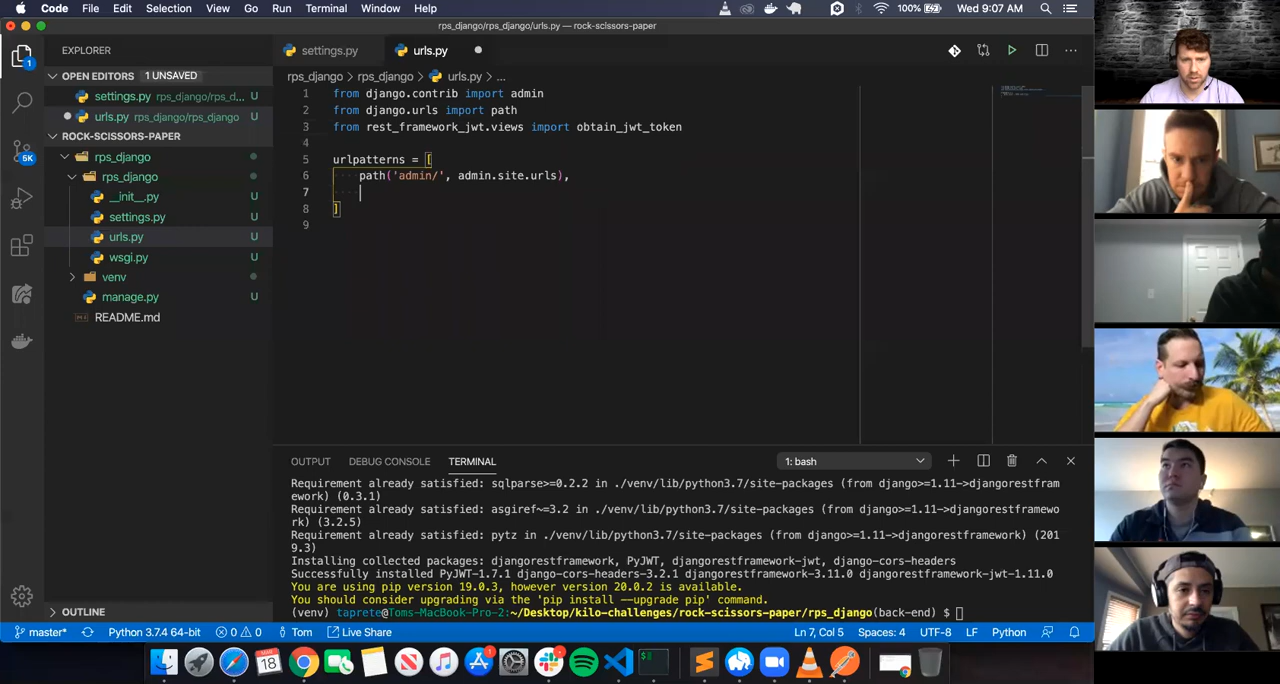 Code File Edit Selection View Go Run Terminal Window Help 100% Wed 9:07 AM
rps_django/rps_django/urls.py — rock-scissors-paper
EXPLORER
settings.py
urls.py
OPEN EDITORS 1 UNSAVED
settings.py rps_django/rps_d... U
urls.py rps_django/rps_django U
ROCK-SCISSORS-PAPER
rps_django
rps_django
__init__.py U
settings.py U
urls.py U
wsgi.py U
venv
manage.py U
README.md
OUTLINE
1
5K
rps_django > rps_django > urls.py > ...
1 from django.contrib import admin
2 from django.urls import path
3 from rest_framework_jwt.views import obtain_jwt_token
4
5 urlpatterns = [
6 path('admin/', admin.site.urls),
7
8 ]
9
OUTPUT DEBUG CONSOLE TERMINAL 1: bash
Requirement already satisfied: sqlparse>=0.2.2 in ./venv/lib/python3.7/site-packages (from django>=1.11->djangorestfram
ework) (0.3.1)
Requirement already satisfied: asgiref~=3.2 in ./venv/lib/python3.7/site-packages (from django>=1.11->djangorestframewo
rk) (3.2.5)
Requirement already satisfied: pytz in ./venv/lib/python3.7/site-packages (from django>=1.11->djangorestframework) (201
9.3)
Installing collected packages: djangorestframework, PyJWT, djangorestframework-jwt, django-cors-headers
Successfully installed PyJWT-1.7.1 django-cors-headers-3.2.1 djangorestframework-3.11.0 djangorestframework-jwt-1.11.0
You are using pip version 19.0.3, however version 20.0.2 is available.
You should consider upgrading via the 'pip install --upgrade pip' command.
(venv) taprete@Toms-MacBook-Pro-2:~/Desktop/kilo-challenges/rock-scissors-paper/rps_django(back-end) $
master* Python 3.7.4 64-bit 0 0 Tom Live Share Ln 7, Col 5 Spaces: 4 UTF-8 LF Python
18